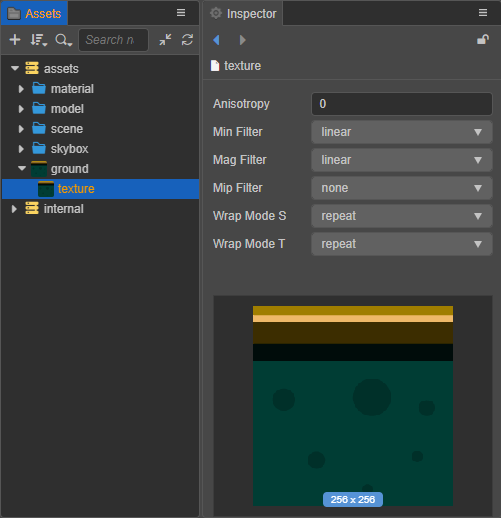 Assets
Search n
assets
material
model
scene
skybox
ground
texture
internal
Inspector
texture
Anisotropy 0
Min Filter linear
Mag Filter linear
Mip Filter none
Wrap Mode S repeat
Wrap Mode T repeat
256 x 256